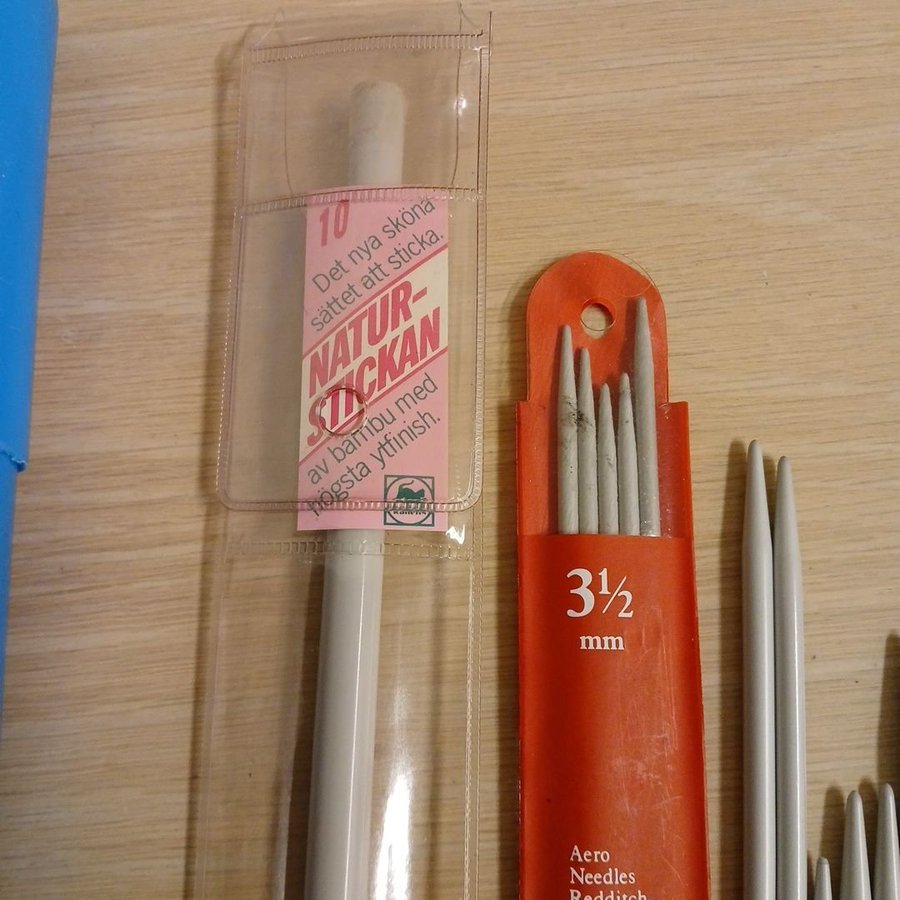 10
Det nya sköna
sättet att sticka.
NATUR-
STICKAN
av bambu med
högsta ytfinish.
3½
mm
Aero
Needles
Redditch